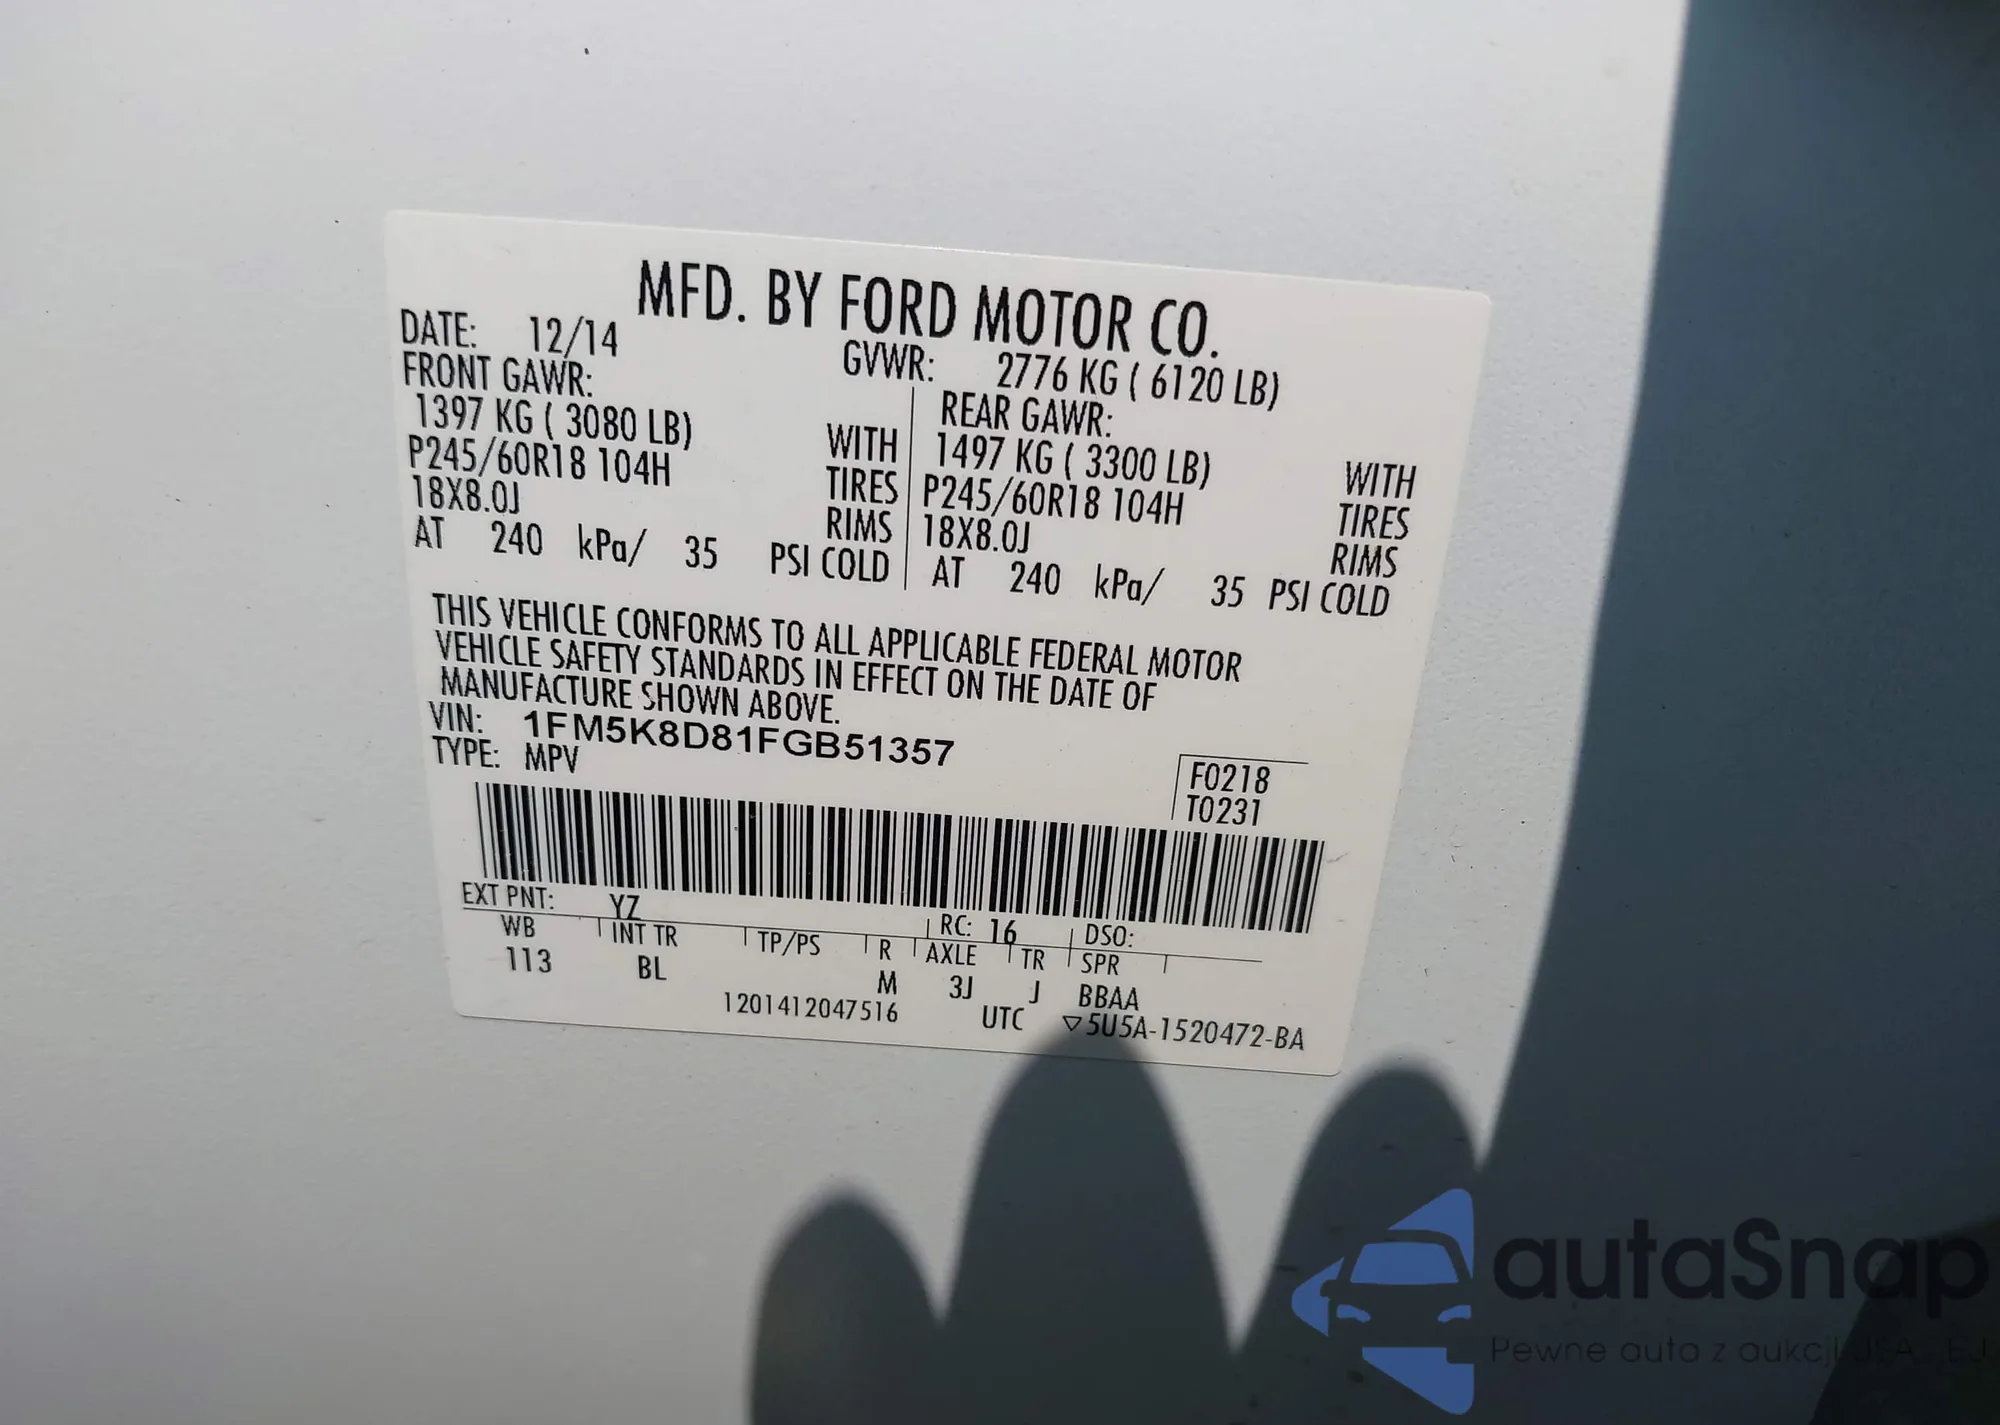 MFD. BY FORD MOTOR CO.
DATE: 12/14 GVWR: 2776 KG ( 6120 LB)
FRONT GAWR: REAR GAWR:
1397 KG ( 3080 LB) WITH 1497 KG ( 3300 LB) WITH
P245/60R18 104H TIRES P245/60R18 104H TIRES
18X8.0J RIMS 18X8.0J RIMS
AT 240 kPa/ 35 PSI COLD AT 240 kPa/ 35 PSI COLD
THIS VEHICLE CONFORMS TO ALL APPLICABLE FEDERAL MOTOR
VEHICLE SAFETY STANDARDS IN EFFECT ON THE DATE OF
MANUFACTURE SHOWN ABOVE.
VIN: 1FM5K8D81FGB51357
TYPE: MPV
F0218
T0231
EXT PNT: YZ RC: 16 DSO:
WB INT TR TP/PS R AXLE TR SPR
113 BL M 3J J BBAA
1201412047516 UTC ▽5U5A-1520472-BA
autaSnap
Pewne auta z aukcji USA